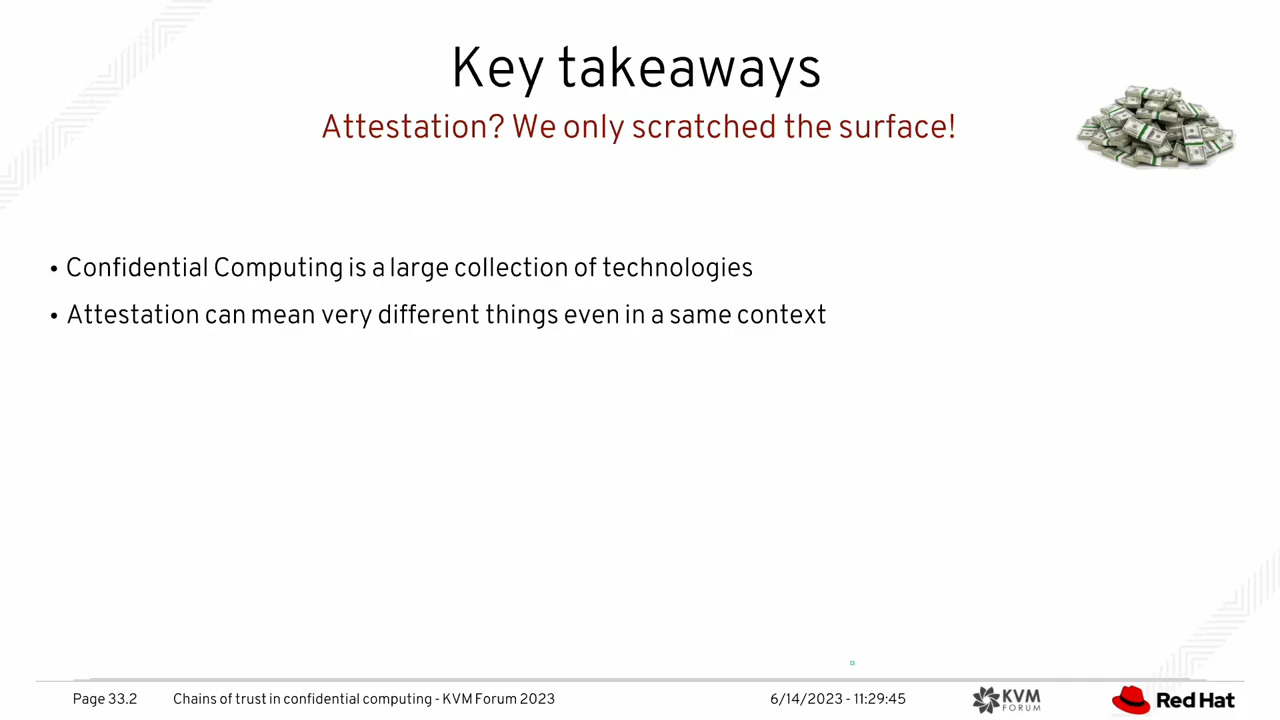 Key takeaways
Attestation? We only scratched the surface!
• Confidential Computing is a large collection of technologies
• Attestation can mean very different things even in a same context
Page 33.2 Chains of trust in confidential computing - KVM Forum 2023 6/14/2023 - 11:29:45 KVM FORUM Red Hat